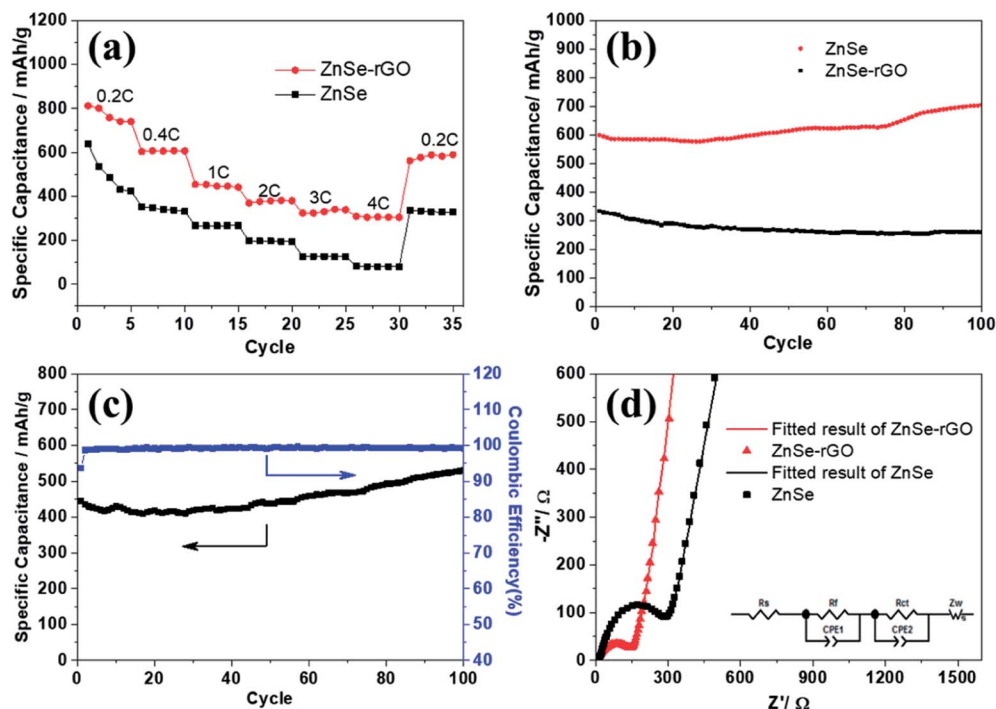 (a)
ZnSe-rGO
ZnSe
0.2C
0.4C
1C
2C
3C
4C
0.2C
1200
1000
800
600
400
200
0
Specific Capacitance / mAh/g
0 5 10 15 20 25 30 35
Cycle
(b)
ZnSe
ZnSe-rGO
1000
900
800
700
600
500
400
300
200
100
0
Specific Capacitance/ mAh/g
0 20 40 60 80 100
Cycle
(c)
800
700
600
500
400
300
200
100
0
Specific Capacitance / mAh/g
120
110
100
90
80
70
60
50
40
Coulombic Efficiency(%)
0 20 40 60 80 100
Cycle
(d)
Fitted result of ZnSe-rGO
ZnSe-rGO
Fitted result of ZnSe
ZnSe
600
500
400
300
200
100
0
-Z''/ Ω
Rs Rf Rct Zw
CPE1 CPE2 s
0 300 600 900 1200 1500
Z'/ Ω